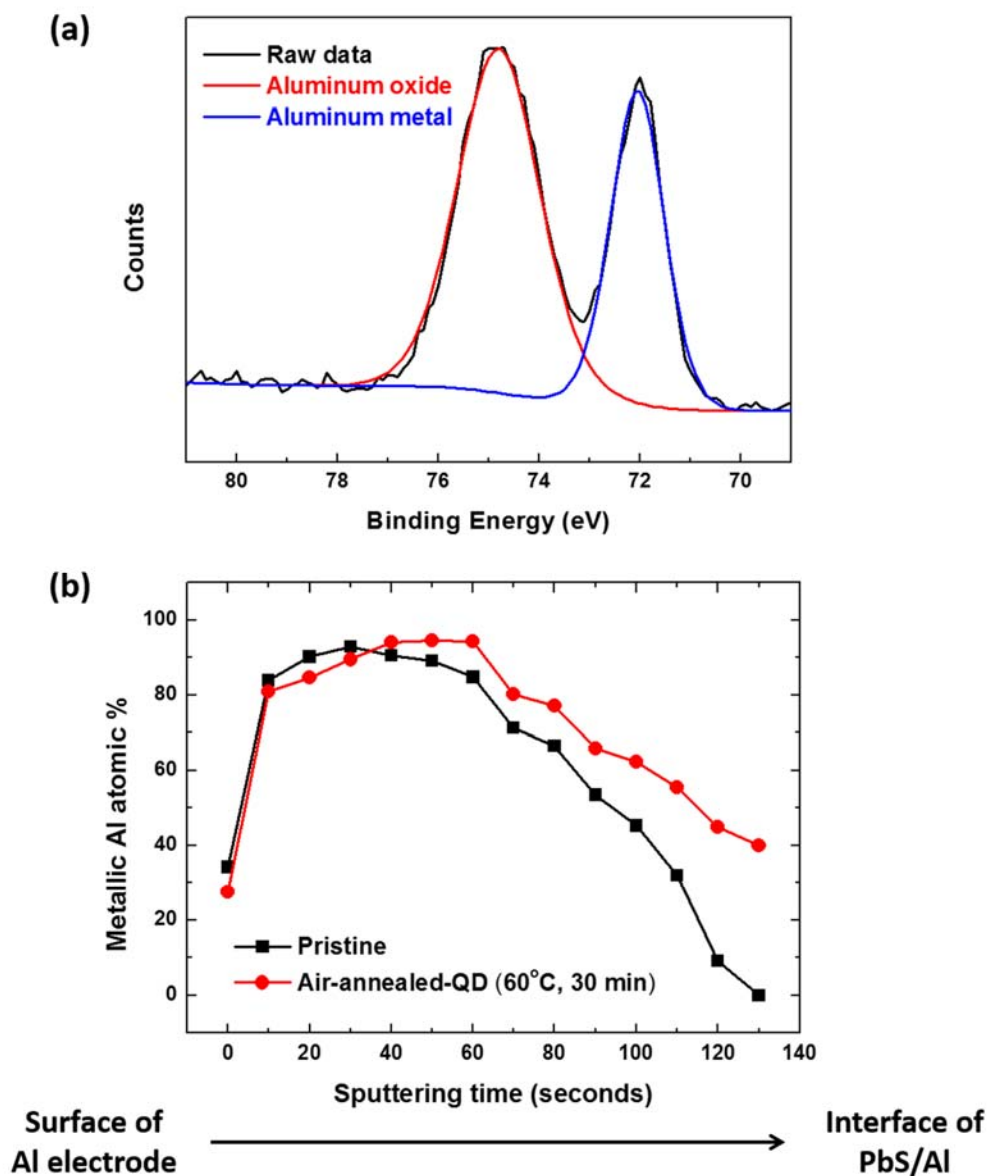 (a)
Raw data
Aluminum oxide
Aluminum metal
Counts
80 78 76 74 72 70
Binding Energy (eV)
(b)
100
80
60
40
20
0
Metallic Al atomic %
Pristine
Air-annealed-QD (60°C, 30 min)
0 20 40 60 80 100 120 140
Sputtering time (seconds)
Surface of
Al electrode
Interface of
PbS/Al